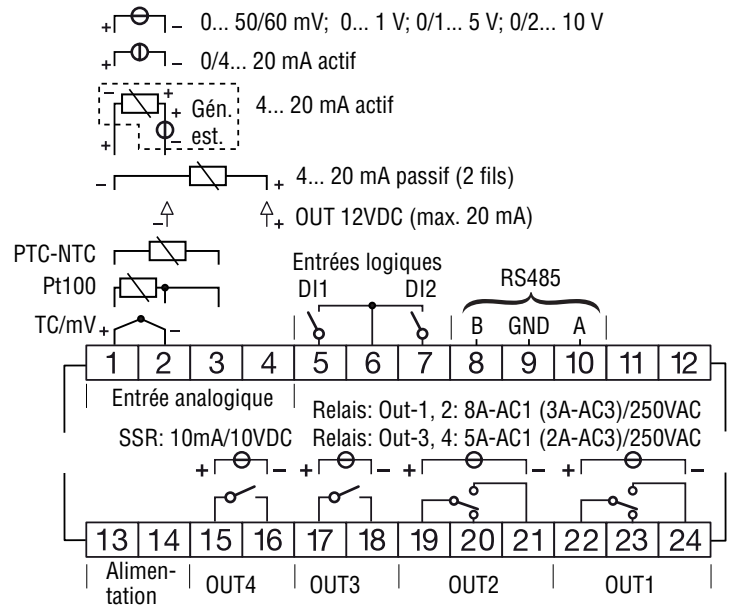 + – 0... 50/60 mV; 0... 1 V; 0/1... 5 V; 0/2... 10 V
+ – 0/4... 20 mA actif
– + + Gén. 4... 20 mA actif
+ – est.
– + 4... 20 mA passif (2 fils)
– + OUT 12VDC (max. 20 mA)
PTC-NTC
Entrées logiques
RS485
Pt100
DI1 DI2
TC/mV + –
B GND A
1 2 3 4 5 6 7 8 9 10 11 12
Entrée analogique
Relais: Out-1, 2: 8A-AC1 (3A-AC3)/250VAC
SSR: 10mA/10VDC Relais: Out-3, 4: 5A-AC1 (2A-AC3)/250VAC
+ – + – + – + –
13 14 15 16 17 18 19 20 21 22 23 24
Alimen-
tation
OUT4 OUT3 OUT2 OUT1